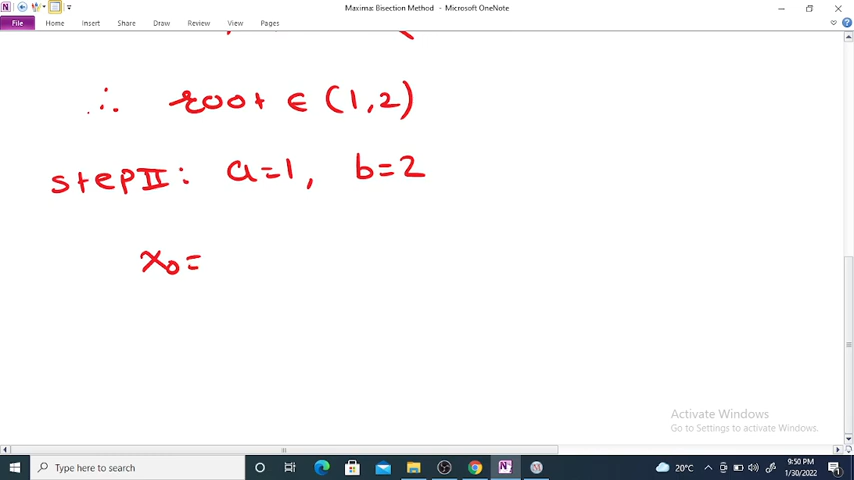 Maxima: Bisection Method - Microsoft OneNote
File Home Insert Share Draw Review View Pages
∴ root ∈ (1,2)
step II: a=1, b=2
x₀=
Activate Windows
Go to Settings to activate Windows.
Type here to search
20°C
9:50 PM
1/30/2022